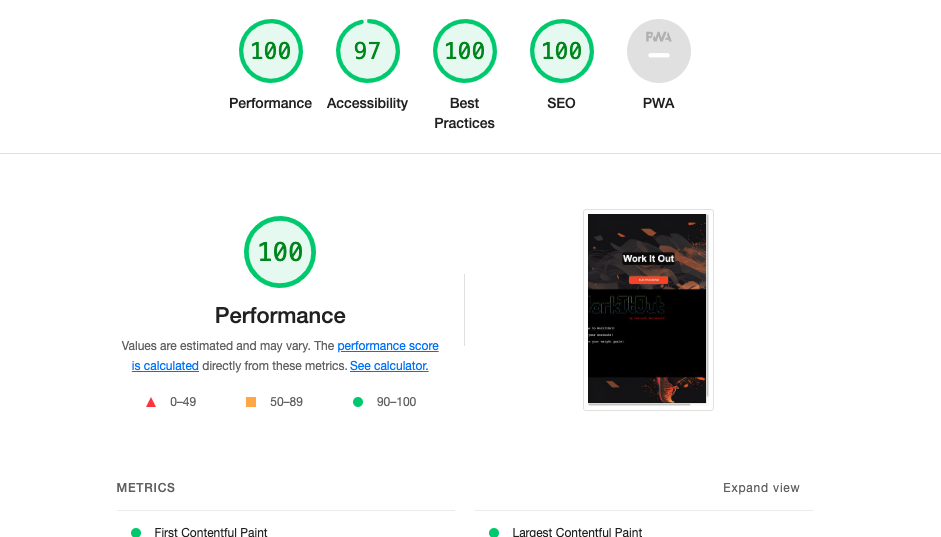 100
97
100
100
PWA
Performance
Accessibility
Best
Practices
SEO
PWA
100
Performance
Values are estimated and may vary. The performance score
is calculated directly from these metrics. See calculator.
0–49
50–89
90–100
Work It Out
METRICS
Expand view
First Contentful Paint
Largest Contentful Paint